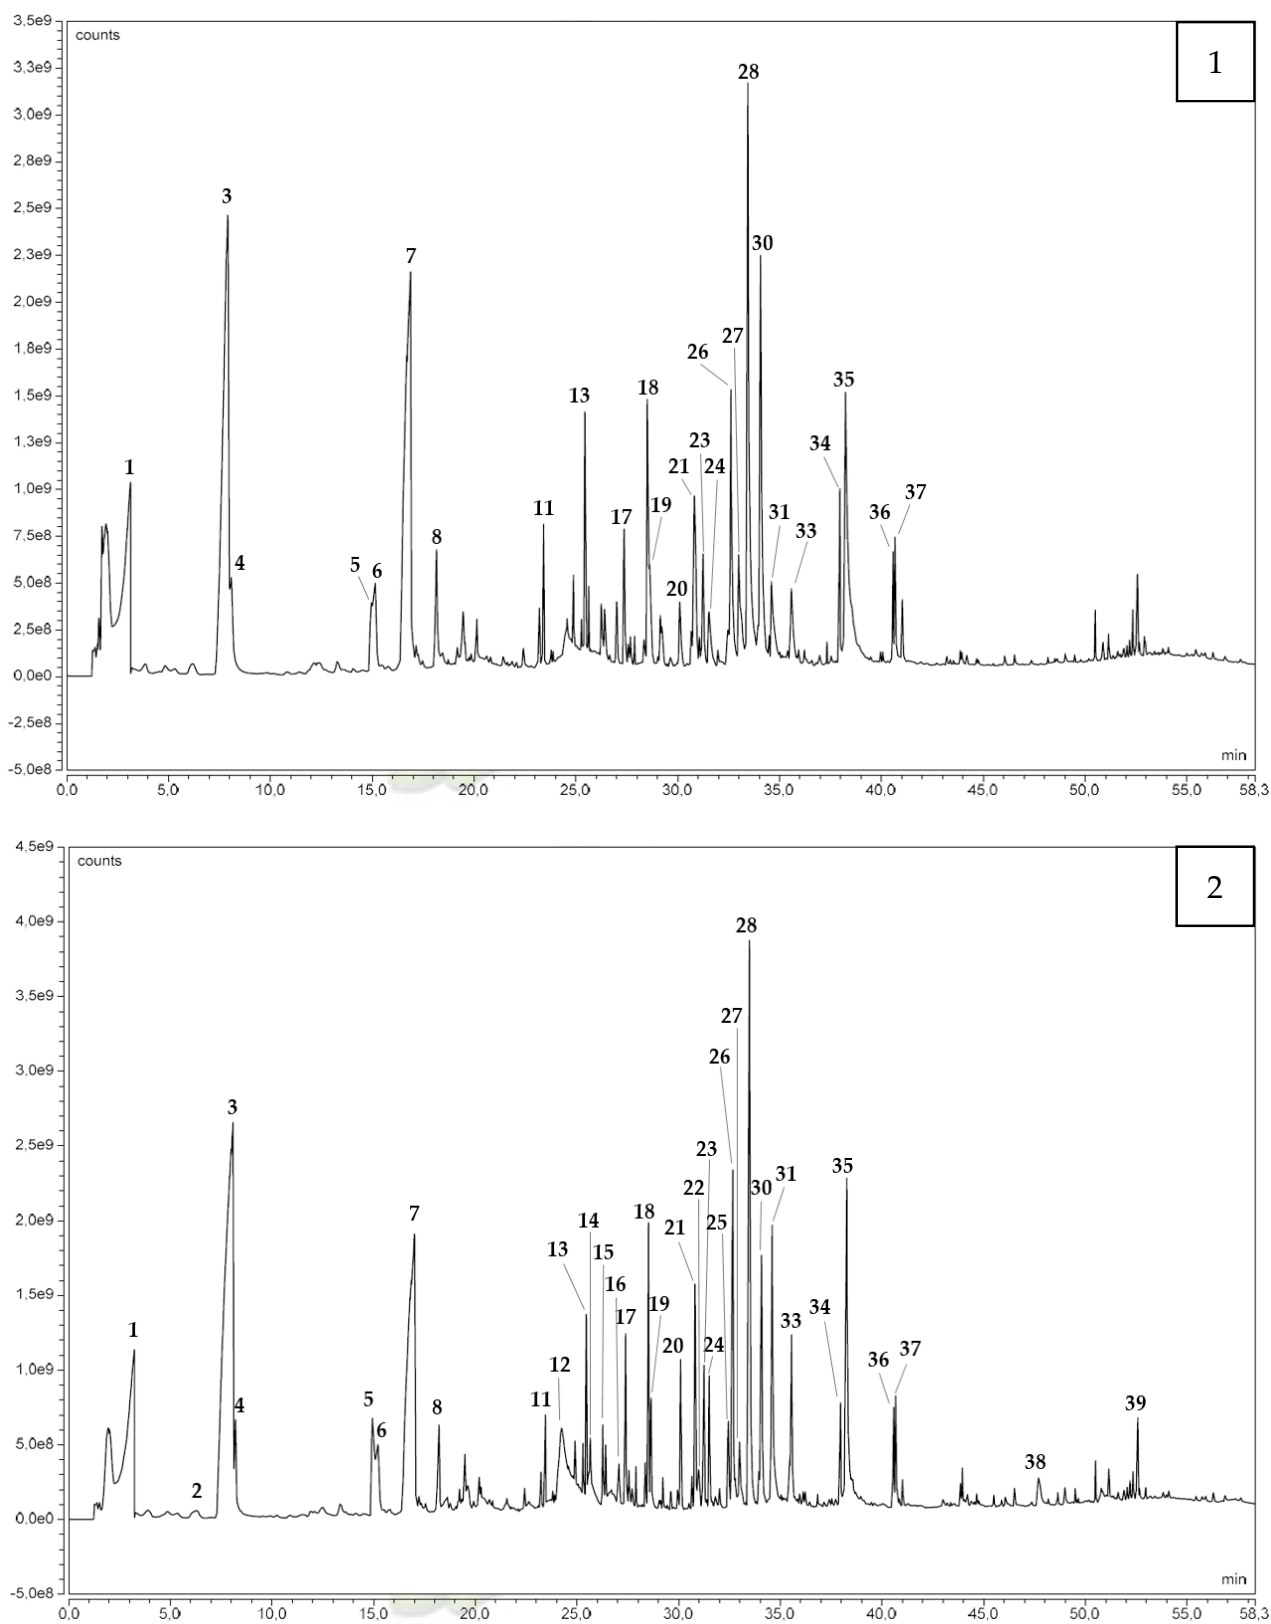 3,5e9
counts
1
3,3e9
28
3,0e9
2,8e9
2,5e9
3
2,3e9
7
30
2,0e9
1,8e9
27
26
1,5e9
13
18
35
1,3e9
23
34
1,0e9
1
21
24
37
7,5e8
11
17
19
36
31
8
33
5,0e8
5
6
4
20
2,5e8
0,0e0
-2,5e8
-5,0e8
min
0,0 5,0 10,0 15,0 20,0 25,0 30,0 35,0 40,0 45,0 50,0 55,0 58,3
4,5e9
counts
2
4,0e9
28
3,5e9
27
3,0e9
26
2,5e9
3
23
35
31
22
30
2,0e9
7
14
18
25
21
13
15
1,5e9
16
19
34
17
33
1
20
24
37
36
12
1,0e9
5
11
39
4
8
6
5,0e8
38
2
0,0e0
-5,0e8
min
0,0 5,0 10,0 15,0 20,0 25,0 30,0 35,0 40,0 45,0 50,0 55,0 58,3